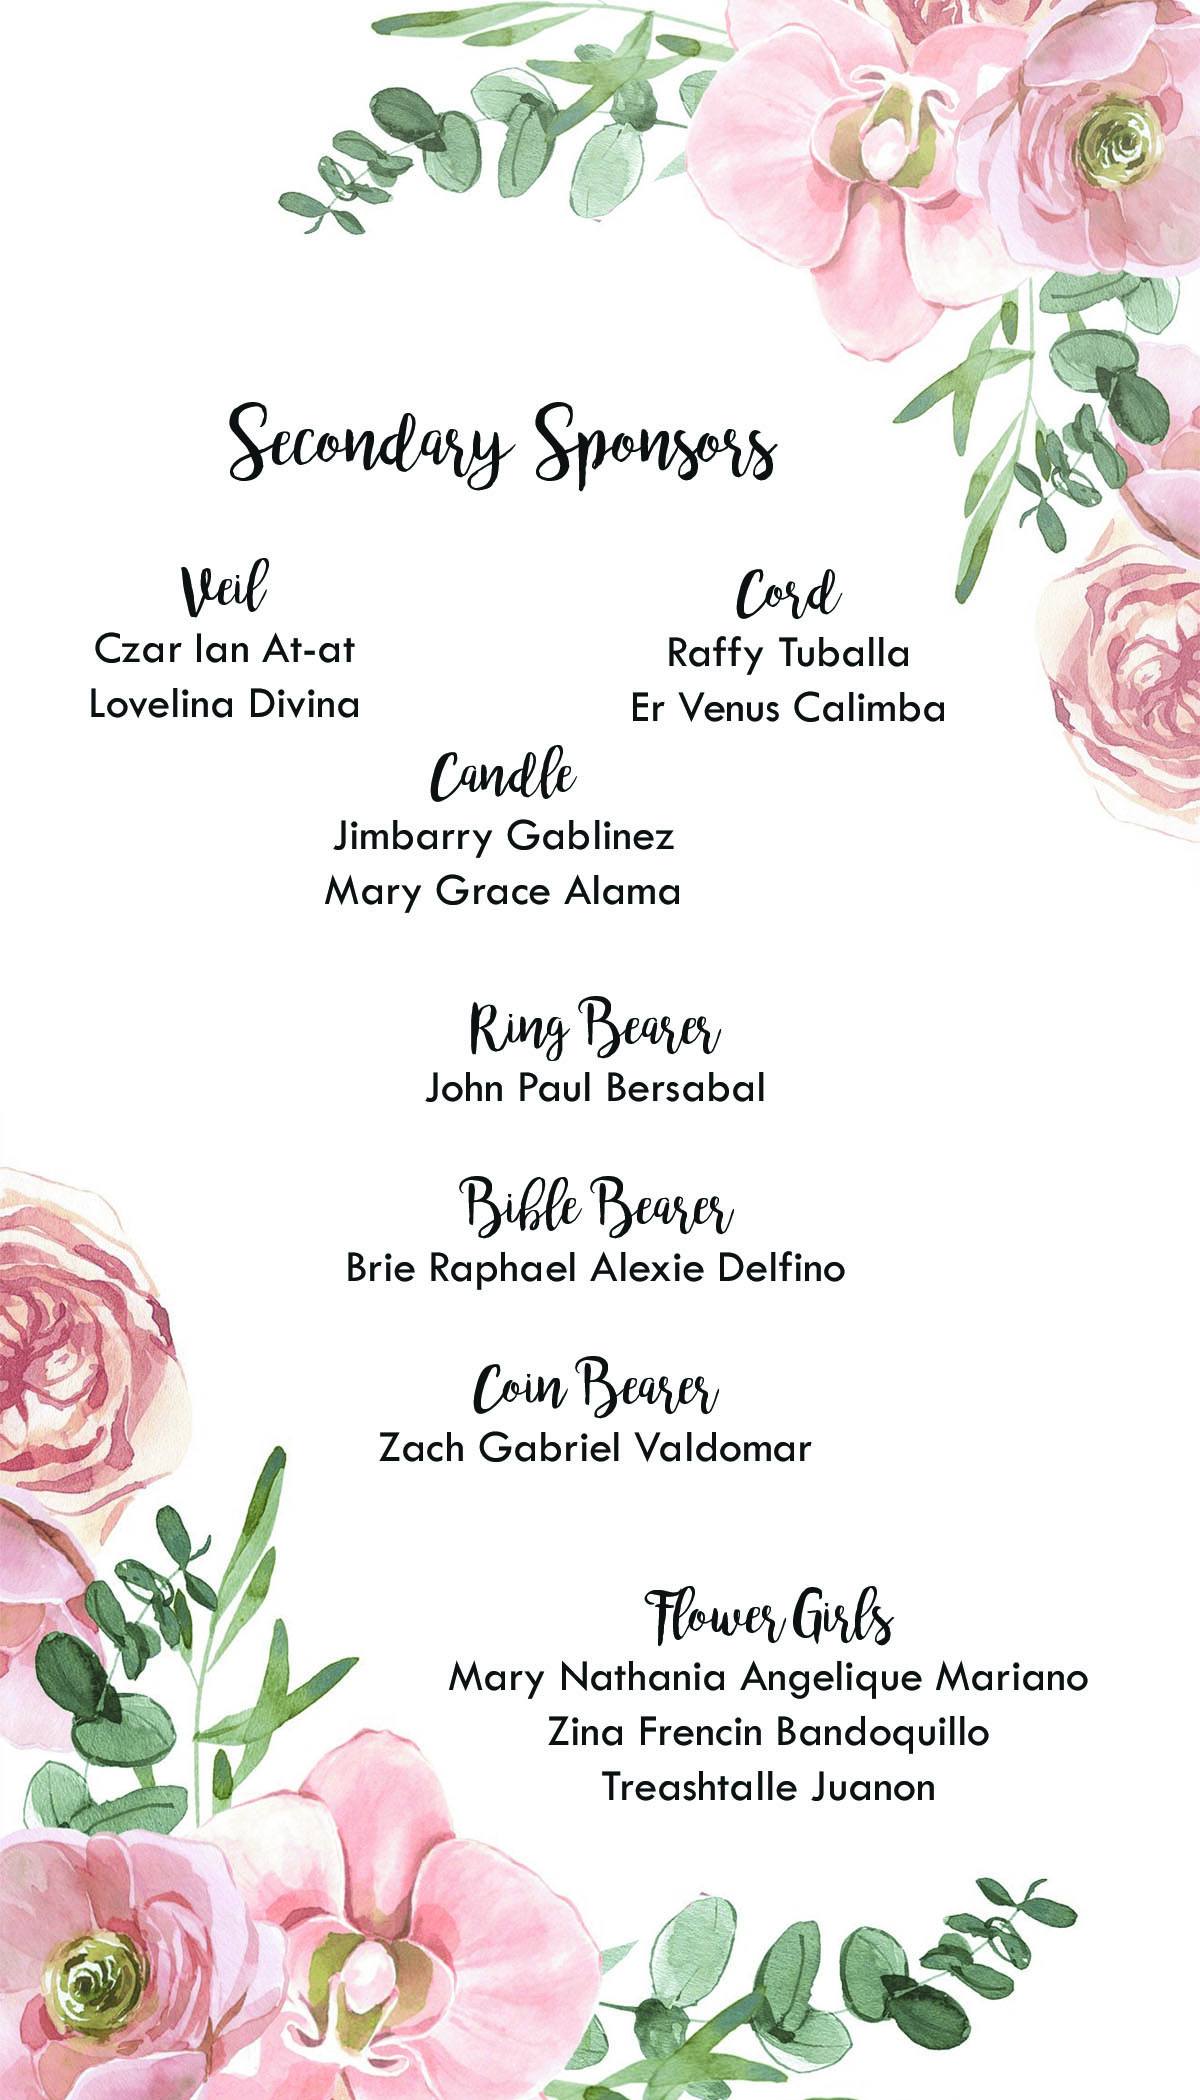 Secondary Sponsors
Veil
Czar Ian At-at
Lovelina Divina
Cord
Raffy Tuballa
Er Venus Calimba
Candle
Jimbarry Gablinez
Mary Grace Alama
Ring Bearer
John Paul Bersabal
Bible Bearer
Brie Raphael Alexie Delfino
Coin Bearer
Zach Gabriel Valdomar
Flower Girls
Mary Nathania Angelique Mariano
Zina Frencin Bandoquillo
Treashtalle Juanon